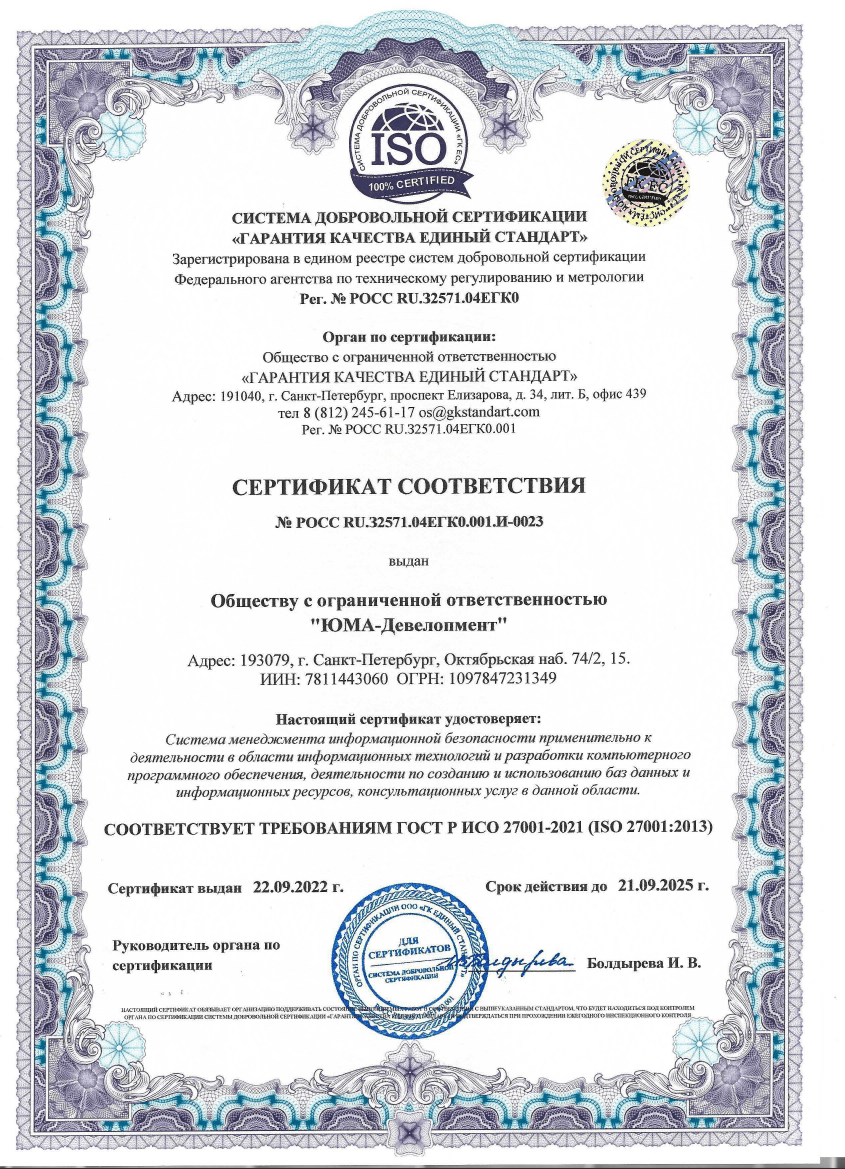 СИСТЕМА ДОБРОВОЛЬНОЙ СЕРТИФИКАЦИИ «ГК ЕС»
ISO
100% CERTIFIED
ГК ЕС
СИСТЕМА ДОБРОВОЛЬНОЙ СЕРТИФИКАЦИИ
«ГАРАНТИЯ КАЧЕСТВА ЕДИНЫЙ СТАНДАРТ»
Зарегистрирована в едином реестре систем добровольной сертификации
Федерального агентства по техническому регулированию и метрологии
Рег. № РОСС RU.З2571.04ЕГК0
Орган по сертификации:
Общество с ограниченной ответственностью
«ГАРАНТИЯ КАЧЕСТВА ЕДИНЫЙ СТАНДАРТ»
Адрес: 191040, г. Санкт-Петербург, проспект Елизарова, д. 34, лит. Б, офис 439
тел 8 (812) 245-61-17 os@gkstandart.com
Рег. № РОСС RU.З2571.04ЕГК0.001
СЕРТИФИКАТ СООТВЕТСТВИЯ
№ РОСС RU.З2571.04ЕГК0.001.И-0023
выдан
Обществу с ограниченной ответственностью
"ЮМА-Девелопмент"
Адрес: 193079, г. Санкт-Петербург, Октябрьская наб. 74/2, 15.
ИИН: 7811443060 ОГРН: 1097847231349
Настоящий сертификат удостоверяет:
Система менеджмента информационной безопасности применительно к
деятельности в области информационных технологий и разработки компьютерного
программного обеспечения, деятельности по созданию и использованию баз данных и
информационных ресурсов, консультационных услуг в данной области.
СООТВЕТСТВУЕТ ТРЕБОВАНИЯМ ГОСТ Р ИСО 27001-2021 (ISO 27001:2013)
Сертификат выдан 22.09.2022 г.
Срок действия до 21.09.2025 г.
Руководитель органа по
сертификации
ОРГАН ПО СЕРТИФИКАЦИИ ООО «ГК ЕДИНЫЙ СТАНДАРТ»
ДЛЯ
СЕРТИФИКАТОВ
СИСТЕМА ДОБРОВОЛЬНОЙ
СЕРТИФИКАЦИИ
Болдырева И. В.
НАСТОЯЩИЙ СЕРТИФИКАТ ОБЯЗЫВАЕТ ОРГАНИЗАЦИЮ ПОДДЕРЖИВАТЬ СОСТОЯНИЕ С ВЫШЕУКАЗАННЫМ СТАНДАРТОМ, ЧТО БУДЕТ НАХОДИТЬСЯ ПОД КОНТРОЛЕМ
ОРГАНА ПО СЕРТИФИКАЦИИ СИСТЕМЫ ДОБРОВОЛЬНОЙ СЕРТИФИКАЦИИ ПОДТВЕРЖДАТЬСЯ ПРИ ПРОХОЖДЕНИИ ЕЖЕГОДНОГО ИНСПЕКЦИОННОГО КОНТРОЛЯ